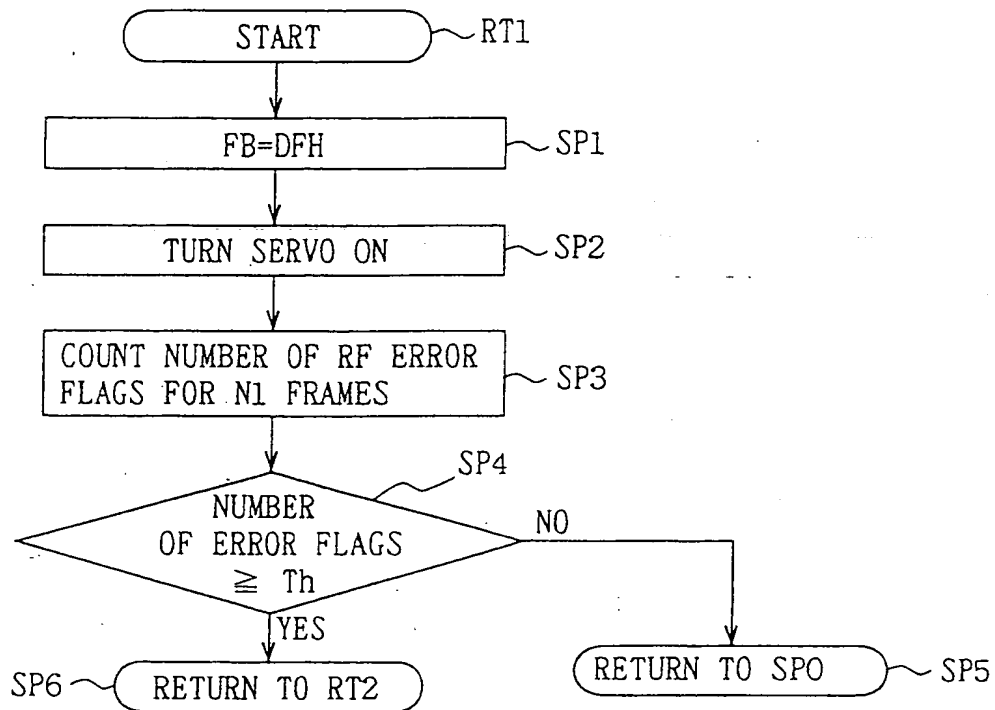 START
RT1
FB=DFH
SP1
TURN SERVO ON
SP2
COUNT NUMBER OF RF ERROR
FLAGS FOR N1 FRAMES
SP3
SP4
NUMBER
OF ERROR FLAGS
≧ Th
NO
YES
SP6
RETURN TO RT2
RETURN TO SP0
SP5